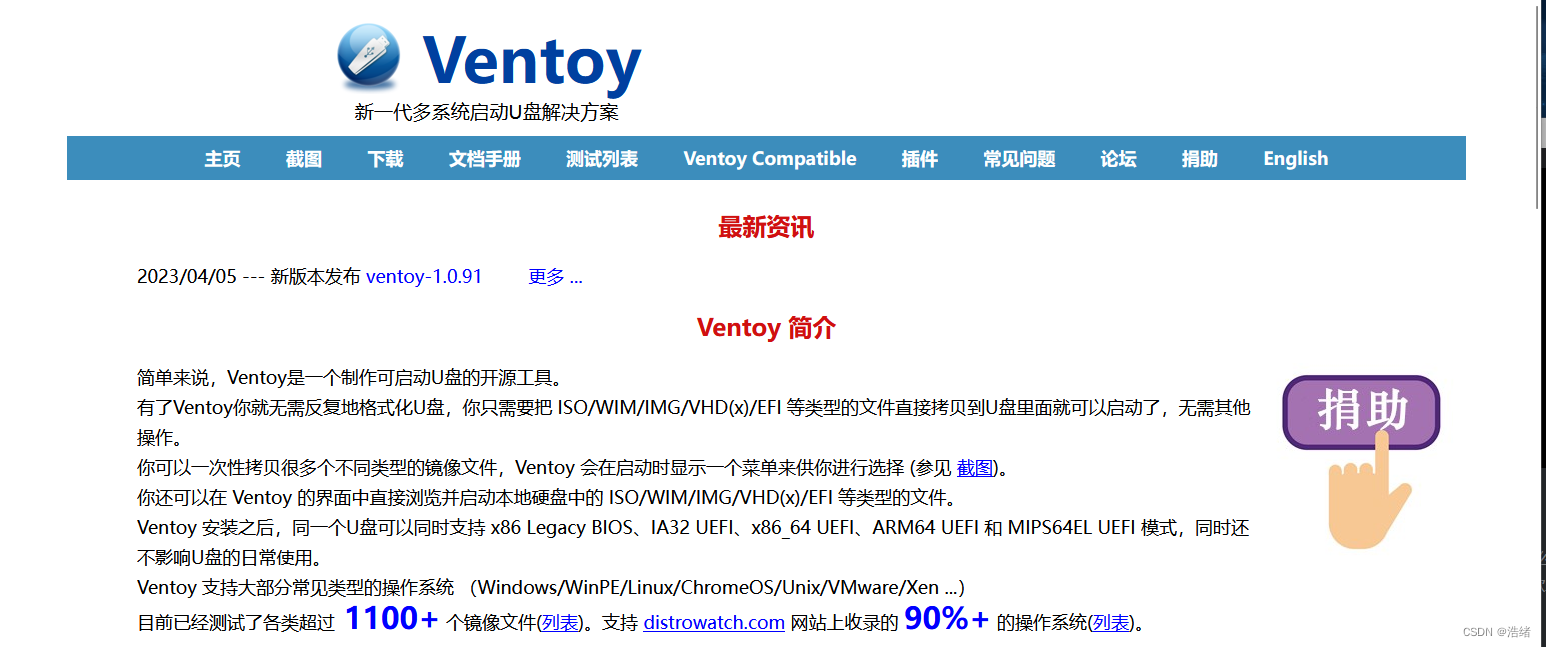 Ventoy
新一代多系统启动U盘解决方案
主页 截图 下载 文档手册 测试列表 Ventoy Compatible 插件 常见问题 论坛 捐助 English
最新资讯
2023/04/05 --- 新版本发布 ventoy-1.0.91 更多 ...
Ventoy 简介
简单来说，Ventoy是一个制作可启动U盘的开源工具。
有了Ventoy你就无需反复地格式化U盘，你只需要把 ISO/WIM/IMG/VHD(x)/EFI 等类型的文件直接拷贝到U盘里面就可以启动了，无需其他
操作。
你可以一次性拷贝很多个不同类型的镜像文件，Ventoy 会在启动时显示一个菜单来供你进行选择 (参见 截图)。
你还可以在 Ventoy 的界面中直接浏览并启动本地硬盘中的 ISO/WIM/IMG/VHD(x)/EFI 等类型的文件。
Ventoy 安装之后，同一个U盘可以同时支持 x86 Legacy BIOS、IA32 UEFI、x86_64 UEFI、ARM64 UEFI 和 MIPS64EL UEFI 模式，同时还
不影响U盘的日常使用。
Ventoy 支持大部分常见类型的操作系统 （Windows/WinPE/Linux/ChromeOS/Unix/VMware/Xen ...）
目前已经测试了各类超过 1100+ 个镜像文件(列表)。支持 distrowatch.com 网站上收录的 90%+ 的操作系统(列表)。
捐助
CSDN @浩绪